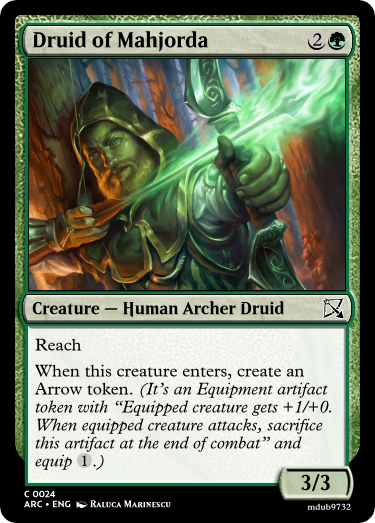 Druid of Mahjorda 2
Creature — Human Archer Druid
Reach
When this creature enters, create an
Arrow token. (It's an Equipment artifact
token with “Equipped creature gets +1/+0.
When equipped creature attacks, sacrifice
this artifact at the end of combat” and
equip 1.)
3/3
C 0024
ARC • ENG Raluca Marinescu
mdub9732